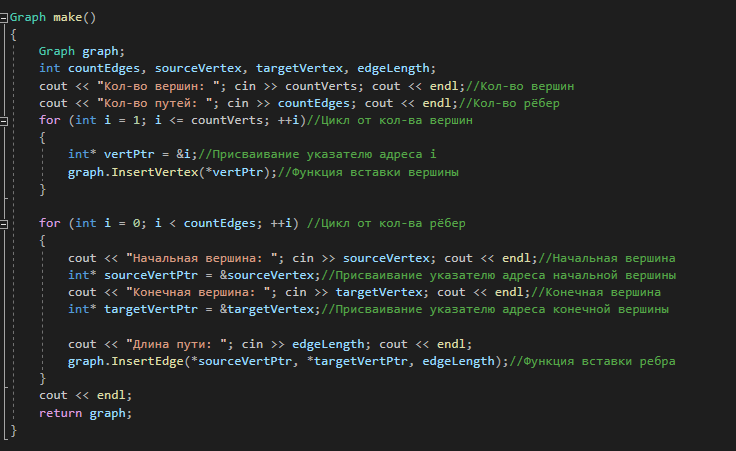 Graph make()
{
    Graph graph;
    int countEdges, sourceVertex, targetVertex, edgeLength;
    cout << "Кол-во вершин: "; cin >> countVerts; cout << endl;//Кол-во вершин
    cout << "Кол-во путей: "; cin >> countEdges; cout << endl;//Кол-во рёбер
    for (int i = 1; i <= countVerts; ++i)//Цикл от кол-ва вершин
    {
        int* vertPtr = &i;//Присваивание указателю адреса i
        graph.InsertVertex(*vertPtr);//Функция вставки вершины
    }

    for (int i = 0; i < countEdges; ++i) //Цикл от кол-ва рёбер
    {
        cout << "Начальная вершина: "; cin >> sourceVertex; cout << endl;//Начальная вершина
        int* sourceVertPtr = &sourceVertex;//Присваивание указателю адреса начальной вершины
        cout << "Конечная вершина: "; cin >> targetVertex; cout << endl;//Конечная вершина
        int* targetVertPtr = &targetVertex;//Присваивание указателю адреса конечной вершины

        cout << "Длина пути: "; cin >> edgeLength; cout << endl;
        graph.InsertEdge(*sourceVertPtr, *targetVertPtr, edgeLength);//Функция вставки ребра
    }
    cout << endl;
    return graph;
}